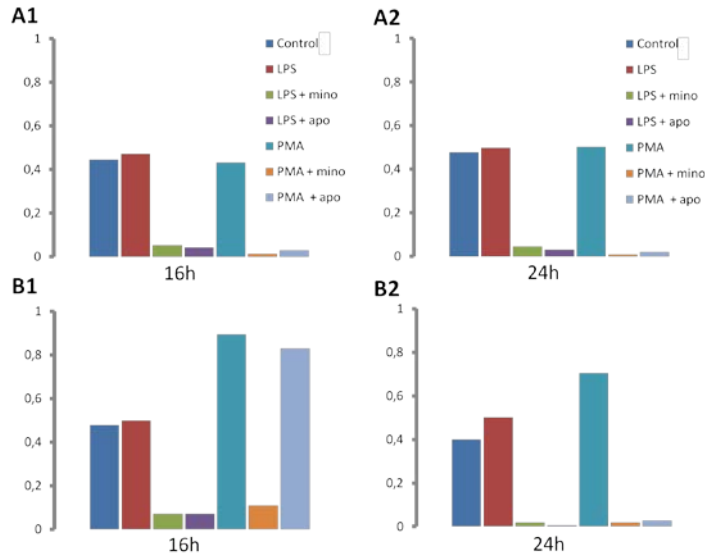 A1
1
0,8
0,6
0,4
0,2
0
Control
LPS
LPS + mino
LPS + apo
PMA
PMA + mino
PMA + apo
16h
A2
1
0,8
0,6
0,4
0,2
0
Control
LPS
LPS + mino
LPS + apo
PMA
PMA + mino
PMA + apo
24h
B1
1
0,8
0,6
0,4
0,2
0
16h
B2
1
0,8
0,6
0,4
0,2
0
24h